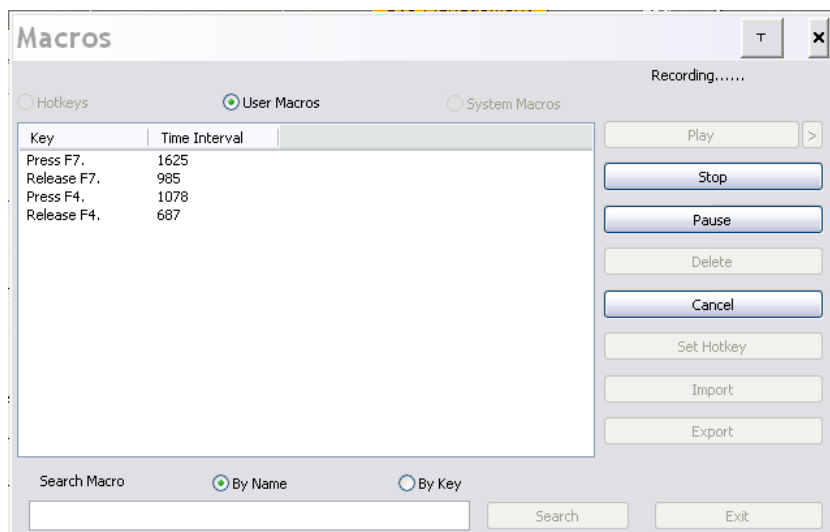 Macros
T
×
Recording......
Hotkeys
User Macros
System Macros
Key Time Interval
Press F7. 1625
Release F7. 985
Press F4. 1078
Release F4. 687
Play >
Stop
Pause
Delete
Cancel
Set Hotkey
Import
Export
Search Macro
By Name
By Key
Search
Exit